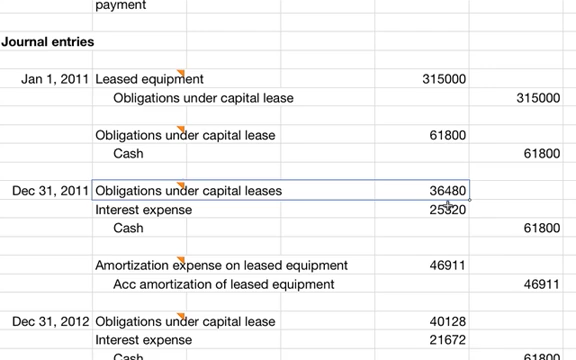 payment
Journal entries
Jan 1, 2011 Leased equipment 315000
Obligations under capital lease 315000
Obligations under capital lease 61800
Cash 61800
Dec 31, 2011 Obligations under capital leases 36480
Interest expense 25320
Cash 61800
Amortization expense on leased equipment 46911
Acc amortization of leased equipment 46911
Dec 31, 2012 Obligations under capital lease 40128
Interest expense 21672
Cash 61800